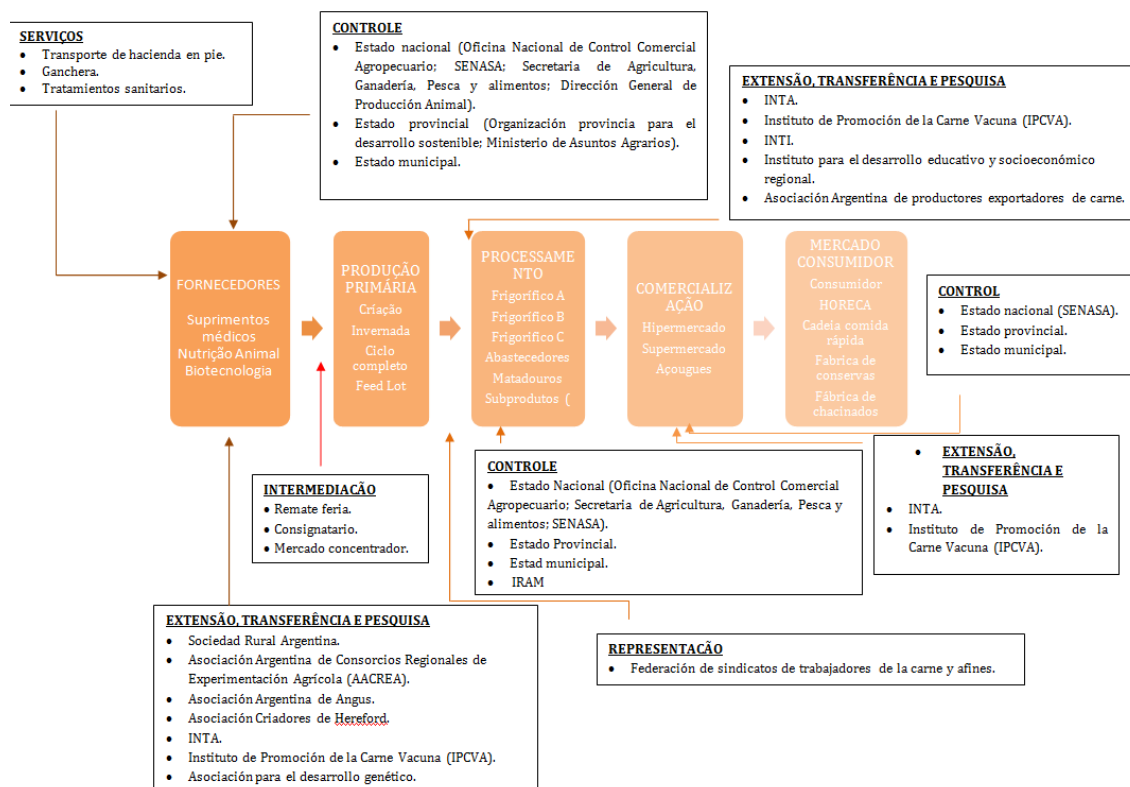 SERVIÇOS
• Transporte de hacienda en pie.
• Ganchera.
• Tratamientos sanitarios.
CONTROLE
• Estado nacional (Oficina Nacional de Control Comercial
Agropecuario; SENASA; Secretaria de Agricultura,
Ganadería, Pesca y alimentos; Dirección General de
Producción Animal).
• Estado provincial (Organización provincia para el
desarrollo sostenible; Ministerio de Asuntos Agrarios).
• Estado municipal.
EXTENSÃO, TRANSFERÊNCIA E PESQUISA
• INTA.
• Instituto de Promoción de la Carne Vacuna (IPCVA).
• INTI.
• Instituto para el desarrollo educativo y socioeconómico
regional.
• Asociación Argentina de productores exportadores de carne.
FORNECEDORES
Suprimentos
médicos
Nutrição Animal
Biotecnologia
PRODUÇÃO
PRIMÁRIA
Criação
Invernada
Ciclo
completo
Feed Lot
PROCESSAME
NTO
Frigorífico A
Frigorífico B
Frigorifico C
Abastecedores
Matadouros
Subprodutos (
COMERCIALIZ
AÇÃO
Hipermercado
Supermercado
Açougues
MERCADO
CONSUMIDOR
Consumidor
HORECA
Cadeia comida
rápida
Fabrica de
conservas
Fábrica de
chacinados
CONTROL
• Estado nacional (SENASA).
• Estado provincial.
• Estado municipal.
INTERMEDIACÃO
• Remate feria.
• Consignatario.
• Mercado concentrador.
CONTROLE
• Estado Nacional (Oficina Nacional de Control Comercial
Agropecuario; Secretaria de Agricultura, Ganadería, Pesca y
alimentos; SENASA).
• Estado Provincial.
• Estad municipal.
• IRAM
• EXTENSÃO,
TRANSFERÊNCIA E
PESQUISA
• INTA.
• Instituto de Promoción de la
Carne Vacuna (IPCVA).
EXTENSÃO, TRANSFERÊNCIA E PESQUISA
• Sociedad Rural Argentina.
• Asociación Argentina de Consorcios Regionales de
Experimentación Agrícola (AACREA).
• Asociación Argentina de Angus.
• Asociación Criadores de Hereford.
• INTA.
• Instituto de Promoción de la Carne Vacuna (IPCVA).
• Asociación para el desarrollo genético.
REPRESENTACÃO
• Federación de sindicatos de trabajadores de la carne y afines.